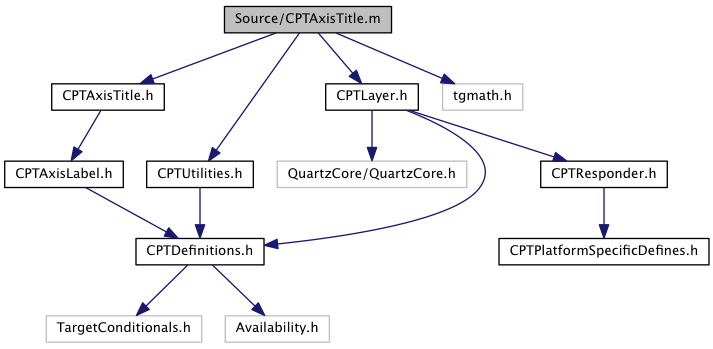 Source/CPTAxisTitle.m
CPTAxisTitle.h
CPTLayer.h
tgmath.h
CPTAxisLabel.h
CPTUtilities.h
QuartzCore/QuartzCore.h
CPTResponder.h
CPTDefinitions.h
CPTPlatformSpecificDefines.h
TargetConditionals.h
Availability.h